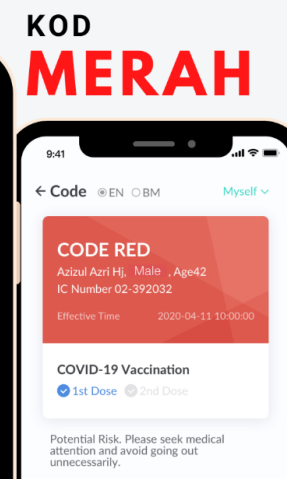 KOD
MERAH
9:41
Code EN BM Myself
CODE RED
Azizul Azri Hj, Male , Age42
IC Number 02-392032
Effective Time 2020-04-11 10:00:00
COVID-19 Vaccination
1st Dose 2nd Dose
Potential Risk. Please seek medical
attention and avoid going out
unnecessarily.